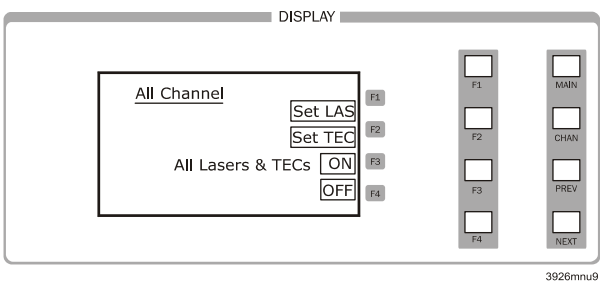 DISPLAY
All Channel
Set LAS
Set TEC
All Lasers & TECs ON
OFF
F1
F2
F3
F4
F1
F2
F3
F4
MAIN
CHAN
PREV
NEXT
3926mnu9